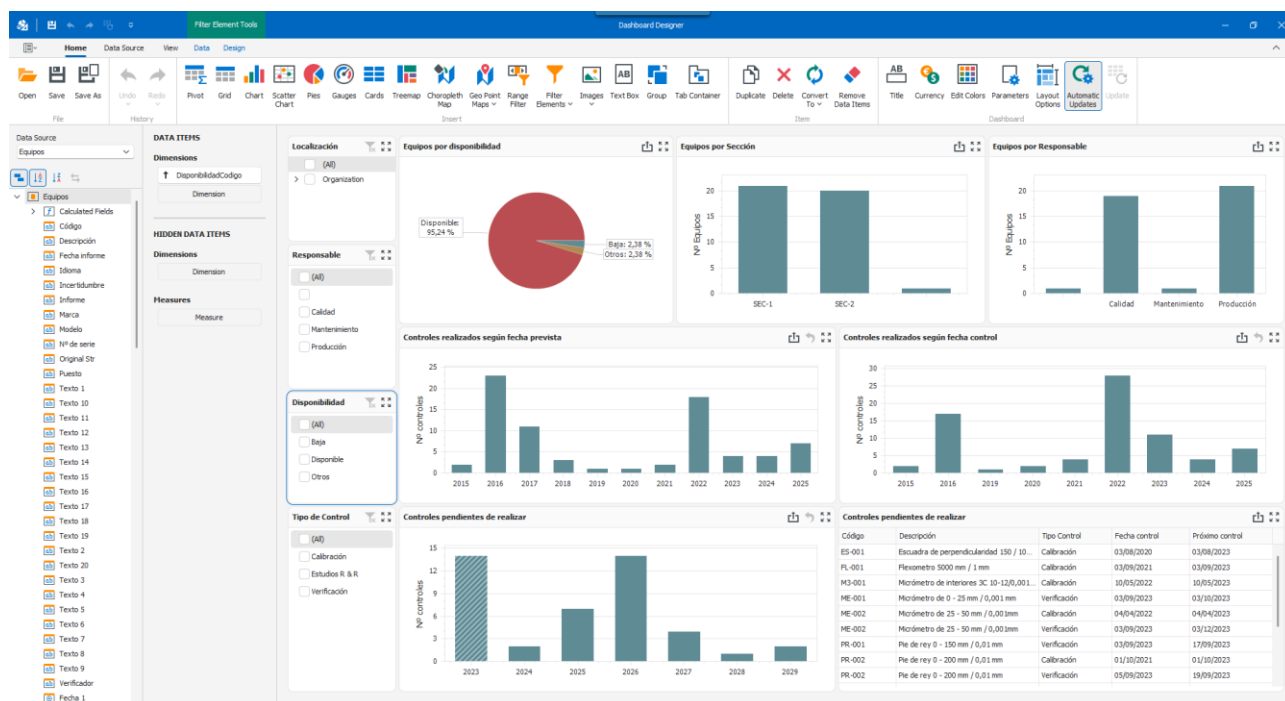 Filter Element Tools
Dashboard Designer
Home Data Source View Data Design
Open Save Save As Undo Redo Pivot Grid Chart Scatter Chart Pies Gauges Cards Treemap Choropleth Map Geo Point Maps Range Filter Filter Elements Images Text Box Group Tab Container Duplicate Delete Convert To Remove Data Items Title Currency Edit Colors Parameters Layout Options Automatic Updates Update
File History Insert Item Dashboard
Data Source
Equipos
Equipos
Calculated Fields
Código
Descripción
Fecha informe
Idioma
Incertidumbre
Informe
Marca
Modelo
Nº de serie
Original Str
Puesto
Texto 1
Texto 10
Texto 11
Texto 12
Texto 13
Texto 14
Texto 15
Texto 16
Texto 17
Texto 18
Texto 19
Texto 2
Texto 20
Texto 3
Texto 4
Texto 5
Texto 6
Texto 7
Texto 8
Texto 9
Verificador
Fecha 1
DATA ITEMS
Dimensions
DisponibilidadCodigo
Dimension
HIDDEN DATA ITEMS
Dimensions
Dimension
Measures
Measure
Localización
(All)
Organization
Responsable
(All)
Calidad
Mantenimiento
Producción
Disponibilidad
(All)
Baja
Disponible
Otros
Tipo de Control
(All)
Calibración
Estudios R & R
Verificación
Equipos por disponibilidad
Disponible:
95,24 %
Baja: 2,38 %
Otros: 2,38 %
Equipos por Sección
Nº Equipos
20
15
10
5
0
SEC-1 SEC-2
Equipos por Responsable
Nº Equipos
20
15
10
5
0
Calidad Mantenimiento Producción
Controles realizados según fecha prevista
Nº controles
25
20
15
10
5
0
2015 2016 2017 2018 2019 2020 2021 2022 2023 2024 2025
Controles realizados según fecha control
Nº controles
30
25
20
15
10
5
0
2015 2016 2019 2020 2021 2022 2023 2024 2025
Controles pendientes de realizar
Nº controles
15
12
9
6
3
0
2023 2024 2025 2026 2027 2028 2029
Controles pendientes de realizar
Código Descripción Tipo Control Fecha control Próximo control
ES-001 Escuadra de perpendicularidad 150 / 10... Calibración 03/08/2020 03/08/2023
FL-001 Flexometro 5000 mm / 1 mm Calibración 03/09/2021 03/09/2023
M3-001 Micrómetro de interiores 3C 10-12/0,001... Calibración 10/05/2022 10/05/2023
ME-001 Micrómetro de 0 - 25 mm / 0,001 mm Verificación 03/09/2023 03/10/2023
ME-002 Micrómetro de 25 - 50 mm / 0,001mm Calibración 04/04/2022 04/04/2023
ME-002 Micrómetro de 25 - 50 mm / 0,001mm Verificación 03/09/2023 03/12/2023
PR-001 Pie de rey 0 - 150 mm / 0,01 mm Verificación 03/09/2023 17/09/2023
PR-002 Pie de rey 0 - 200 mm / 0,01 mm Calibración 01/10/2021 01/10/2023
PR-002 Pie de rey 0 - 200 mm / 0,01 mm Verificación 05/09/2023 19/09/2023